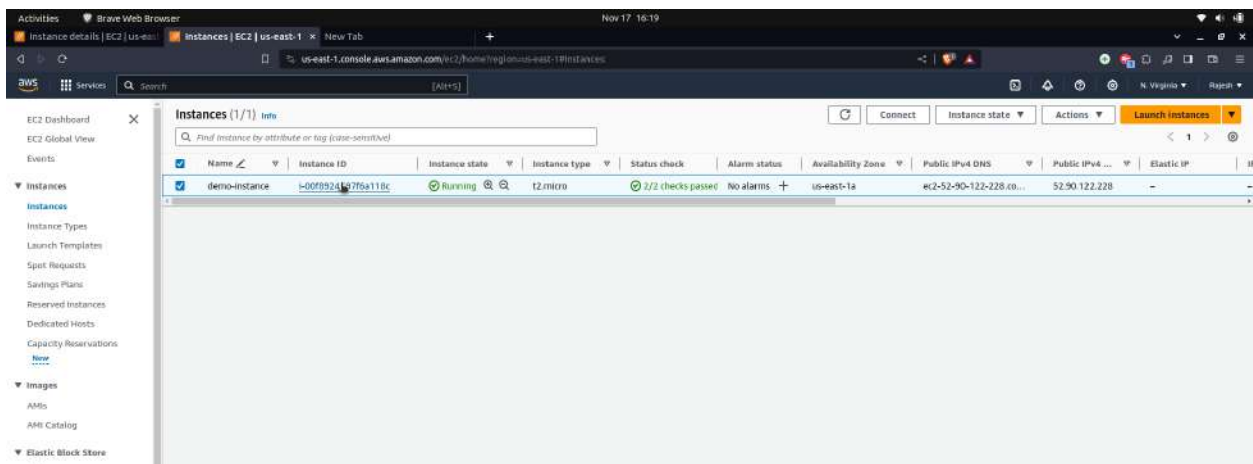 Activities Brave Web Browser Nov 17 16:19
Instance details | EC2 | us-east Instances | EC2 | us-east-1 × New Tab +
us-east-1.console.aws.amazon.com/ec2/home?region=us-east-1#Instances:
aws Services Search [Alt+S] N. Virginia Rajesh
EC2 Dashboard
EC2 Global View
Events
Instances
Instances
Instance Types
Launch Templates
Spot Requests
Savings Plans
Reserved Instances
Dedicated Hosts
Capacity Reservations
New
Images
AMIs
AMI Catalog
Elastic Block Store
Instances (1/1) Info Connect Instance state Actions Launch instances
Find Instance by attribute or tag (case-sensitive) < 1 >
Name Instance ID Instance state Instance type Status check Alarm status Availability Zone Public IPv4 DNS Public IPv4 ... Elastic IP
demo-instance Running t2.micro 2/2 checks passed No alarms + us-east-1a ec2-52-90-122-228.co... 52.90.122.228 –